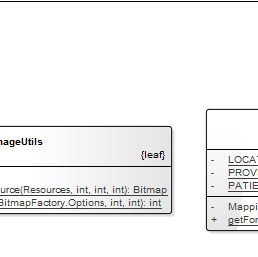 nageUtils
{leaf}
urce(Resources, int, int, int): Bitmap
BitmapFactory.Options, int, int): int
- LOCAT
- PROV
- PATIE
- Mappi
+ getFor